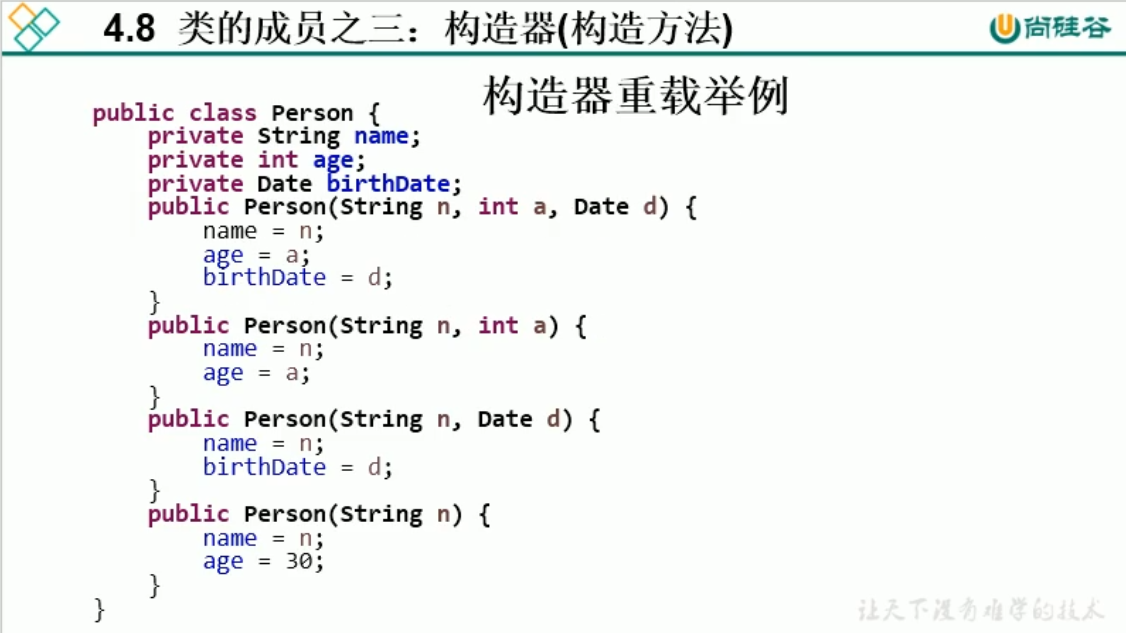 4.8 类的成员之三：构造器(构造方法)
尚硅谷
构造器重载举例
public class Person {
private String name;
private int age;
private Date birthDate;
public Person(String n, int a, Date d) {
name = n;
age = a;
birthDate = d;
}
public Person(String n, int a) {
name = n;
age = a;
}
public Person(String n, Date d) {
name = n;
birthDate = d;
}
public Person(String n) {
name = n;
age = 30;
}
}
让天下没有难学的技术